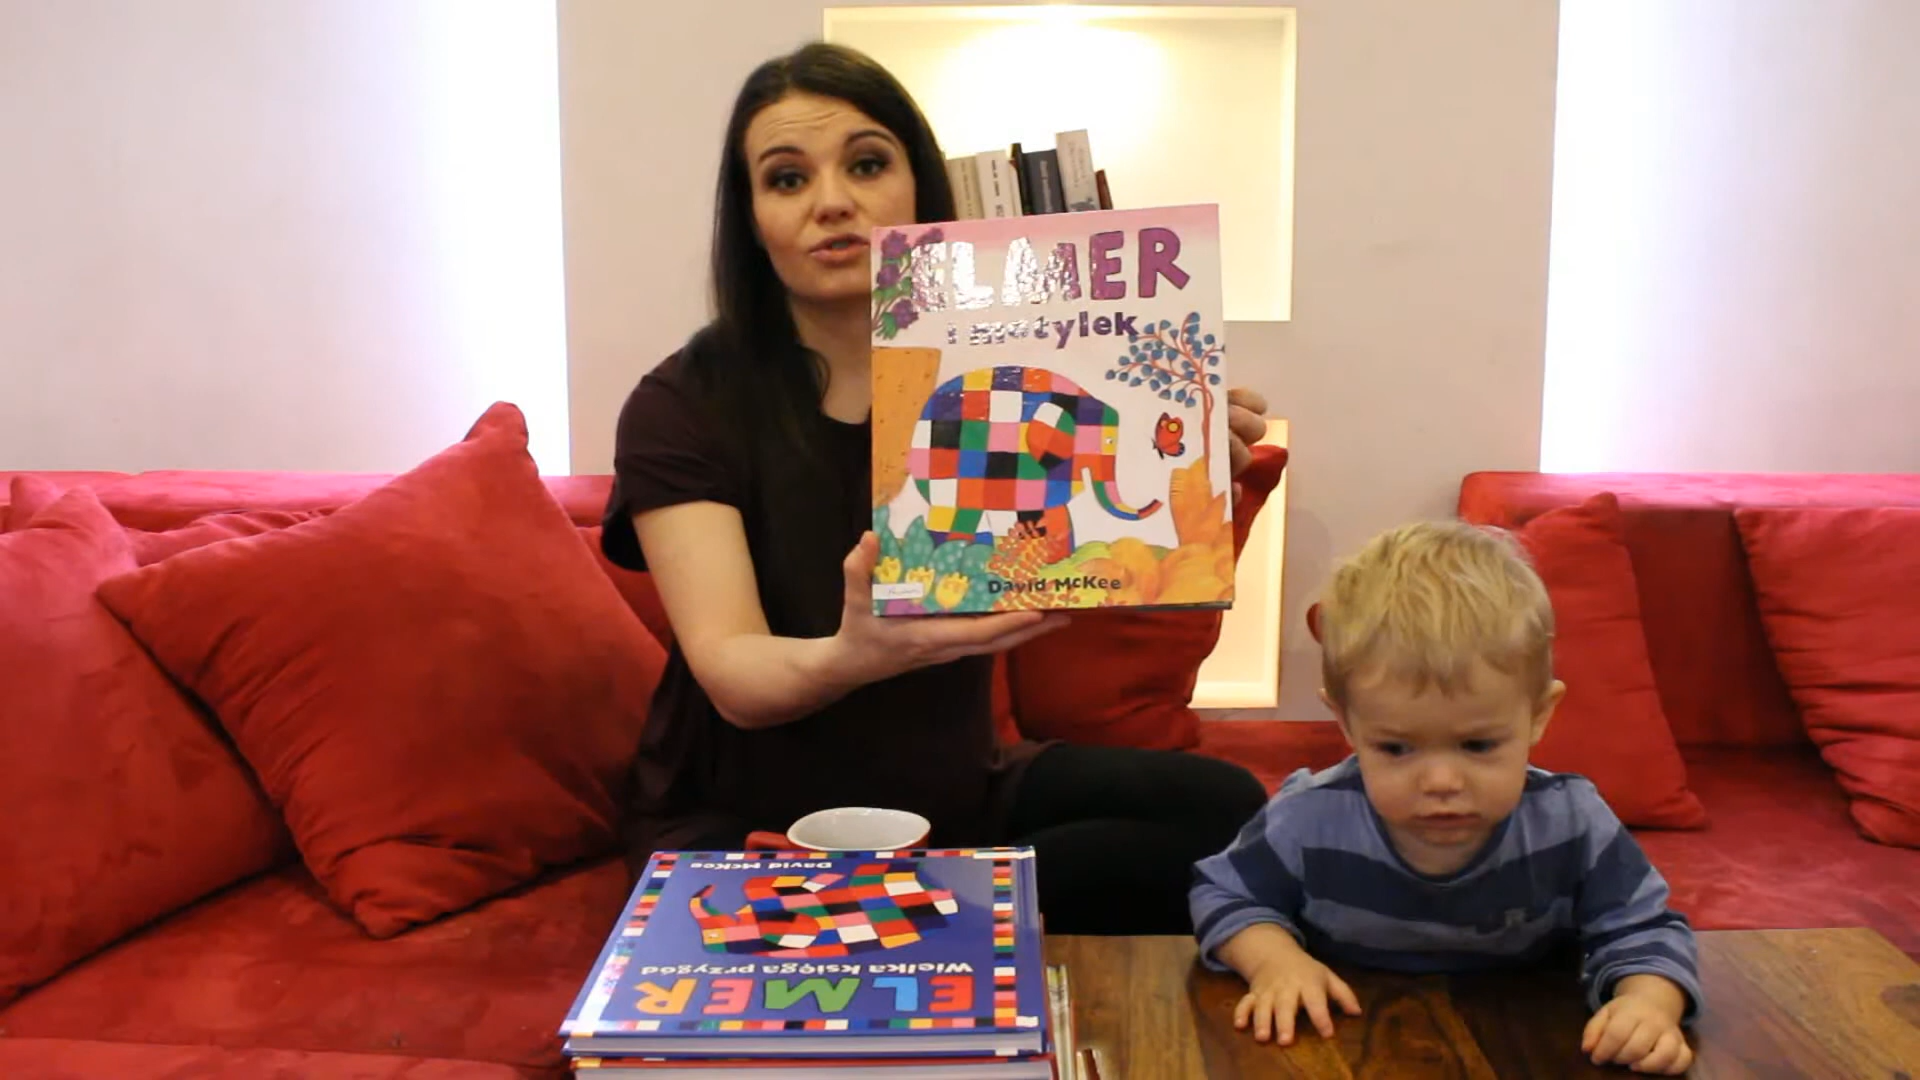 ELMER
i motylek
David McKee
David McKee
Wielka księga przygód
ELMER